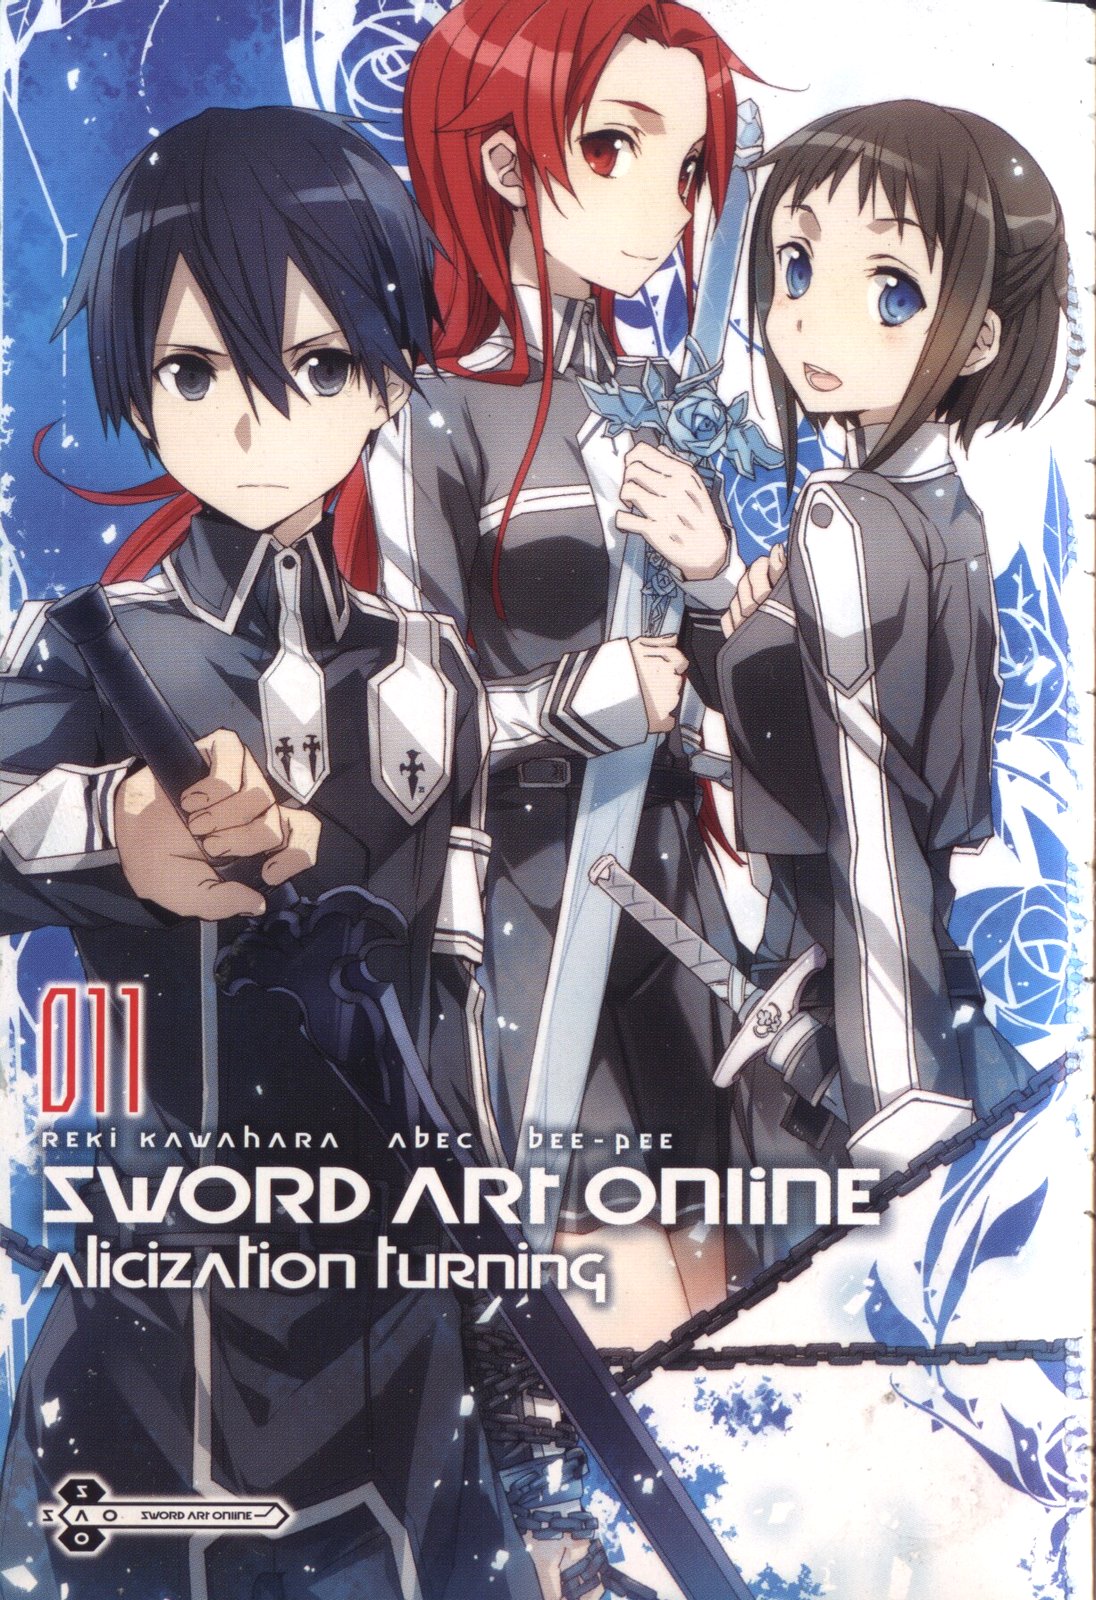 011
REKI KAWAHARA abec bee-pee
SWORD ART ONLINE
alicization turning
S
S A O
O
SWORD ART ONLINE